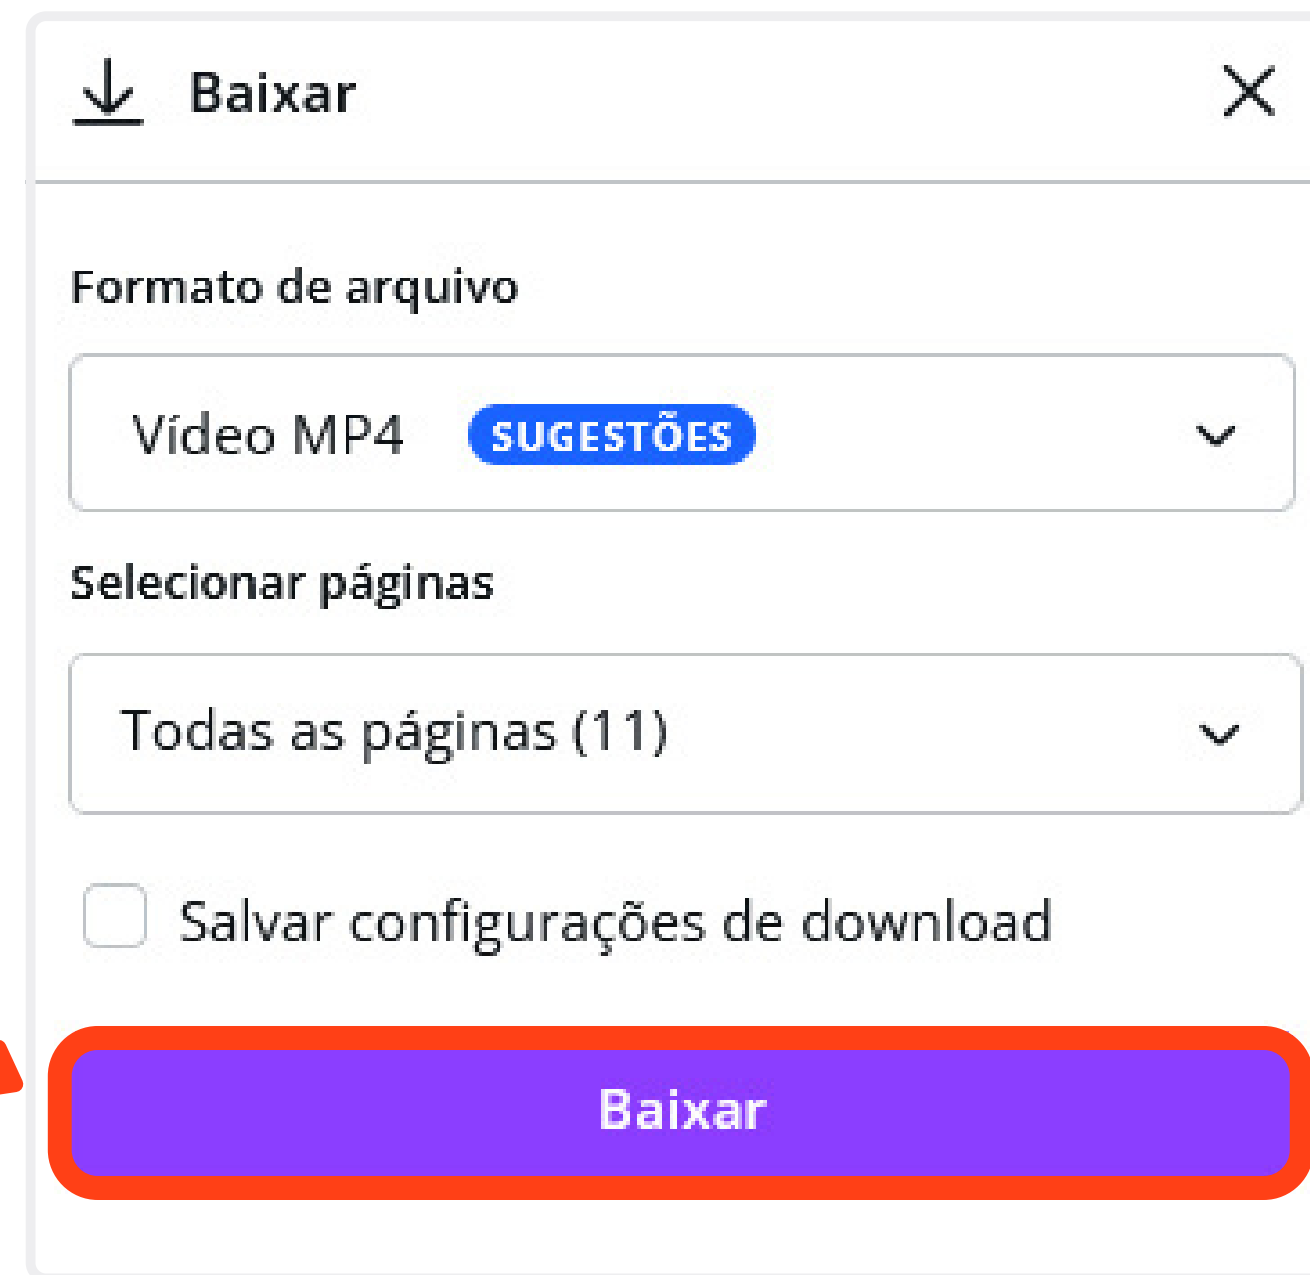 Baixar
Formato de arquivo
Vídeo MP4 SUGESTÕES
Selecionar páginas
Todas as páginas (11)
Salvar configurações de download
Baixar